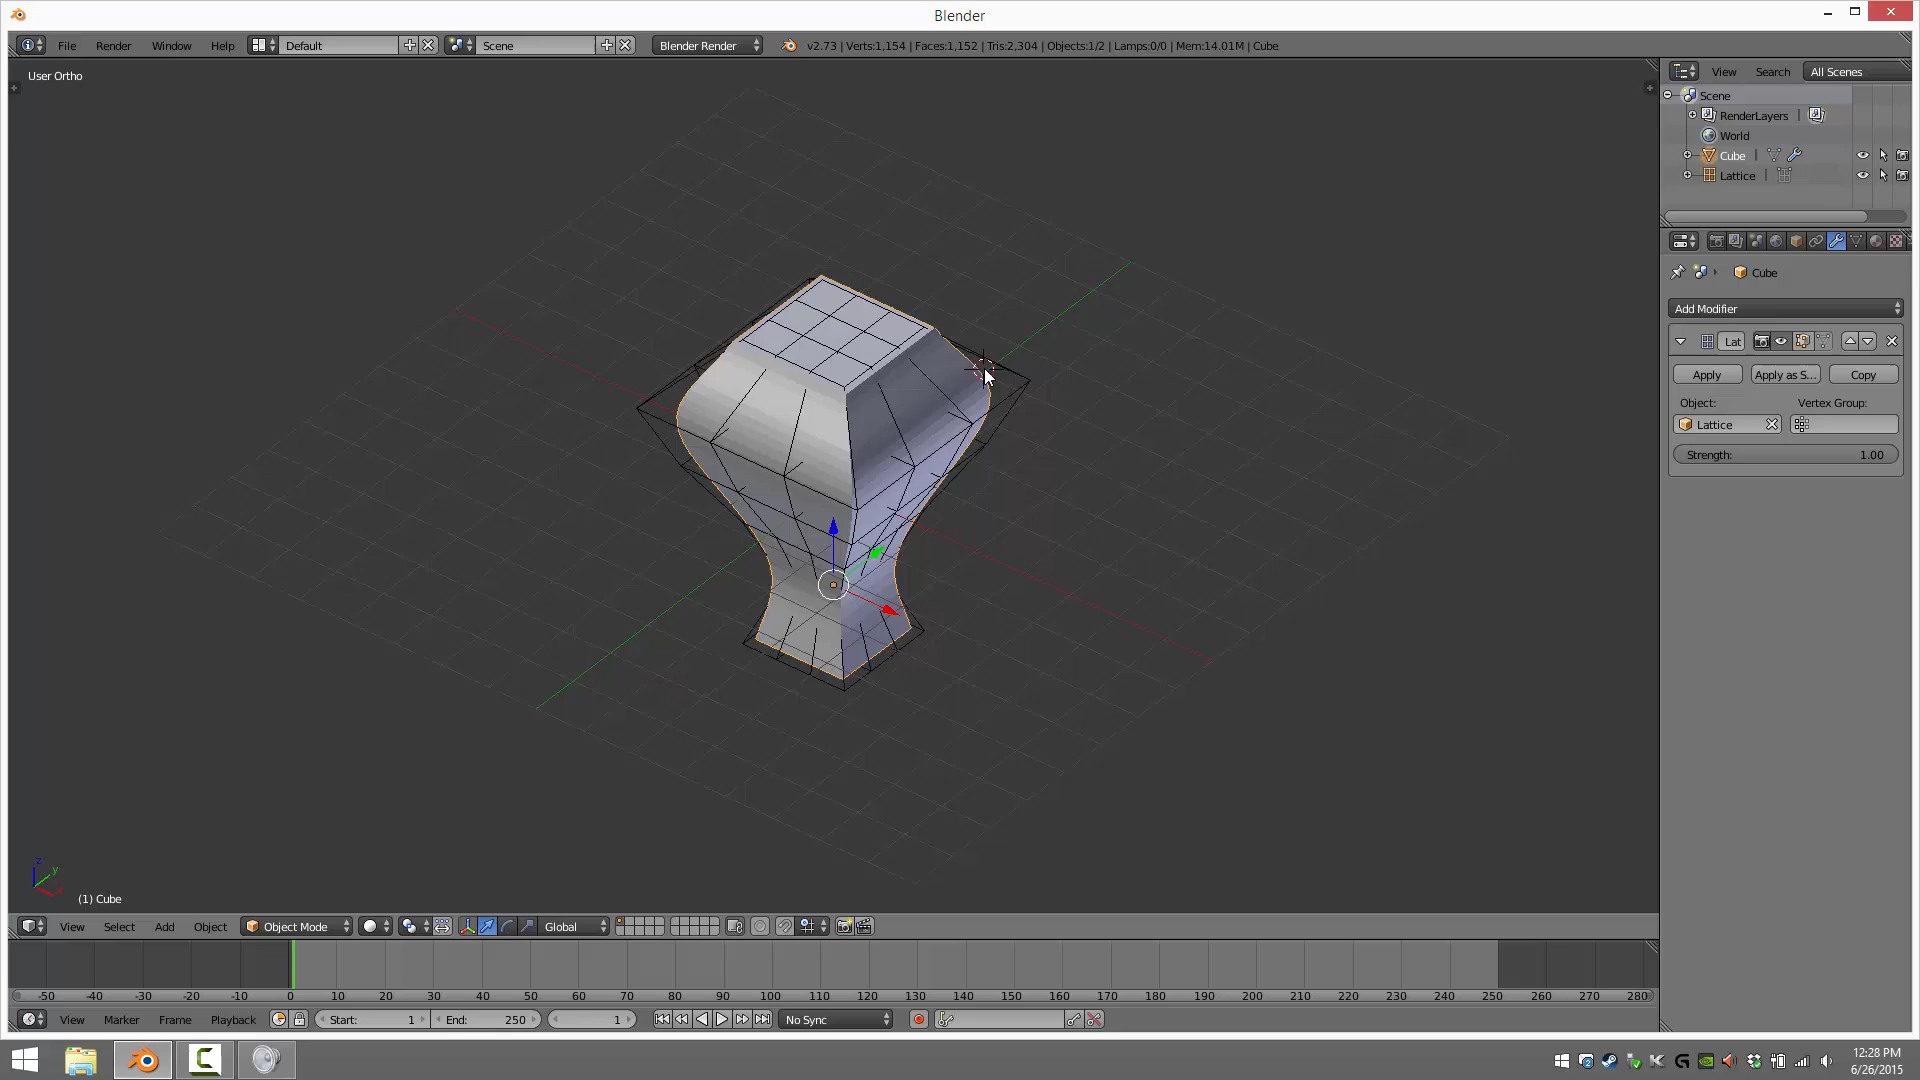 Blender
File Render Window Help Default Scene Blender Render v2.73 | Verts:1,154 | Faces:1,152 | Tris:2,304 | Objects:1/2 | Lamps:0/0 | Mem:14.01M | Cube
User Ortho
View Search All Scenes
Scene
RenderLayers
World
Cube
Lattice
Cube
Add Modifier
Lat
Apply Apply as S... Copy
Object: Vertex Group:
Lattice
Strength: 1.00
z
y
x
(1) Cube
View Select Add Object Object Mode Global
-50 -40 -30 -20 -10 0 10 20 30 40 50 60 70 80 90 100 110 120 130 140 150 160 170 180 190 200 210 220 230 240 250 260 270 280
View Marker Frame Playback Start: 1 End: 250 1 No Sync
12:28 PM
6/26/2015